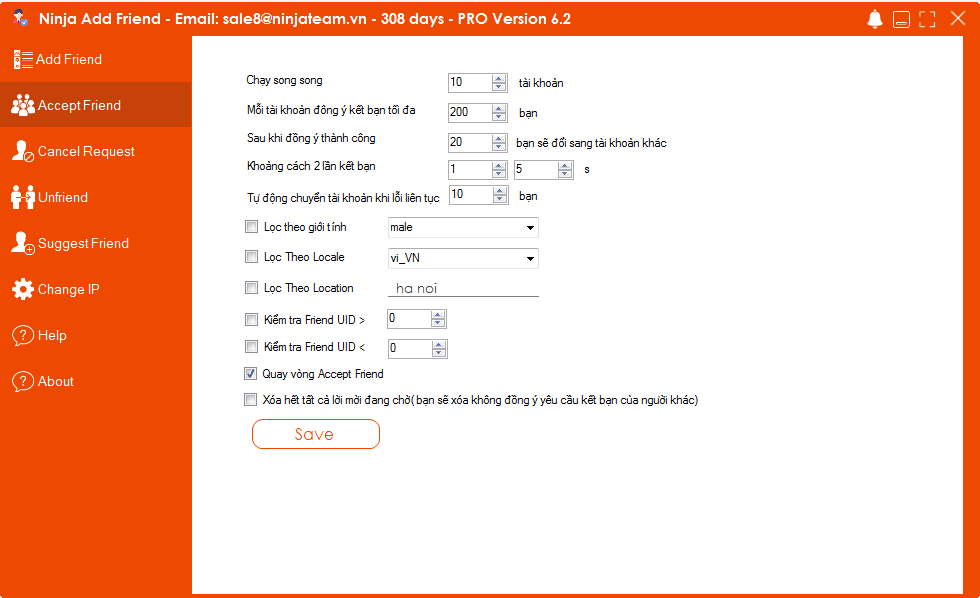 Ninja Add Friend - Email: sale8@ninjateam.vn - 308 days - PRO Version 6.2
Add Friend
Accept Friend
Cancel Request
Unfriend
Suggest Friend
Change IP
? Help
? About
Chạy song song 10 tài khoản
Mỗi tài khoản đông ý kết bạn tối đa 200 bạn
Sau khi đồng ý thành công 20 bạn sẽ đổi sang tài khoản khác
Khoảng cách 2 lần kết bạn 1 5 s
Tự động chuyển tài khoản khi lỗi liên tục 10 bạn
Lọc theo giới tính male
Lọc Theo Locale vi_VN
Lọc Theo Location ha noi
Kiểm tra Friend UID > 0
Kiểm tra Friend UID < 0
Quay vòng Accept Friend
Xóa hết tất cả lời mời đang chờ( bạn sẽ xóa không đồng ý yêu cầu kết bạn của người khác)
Save